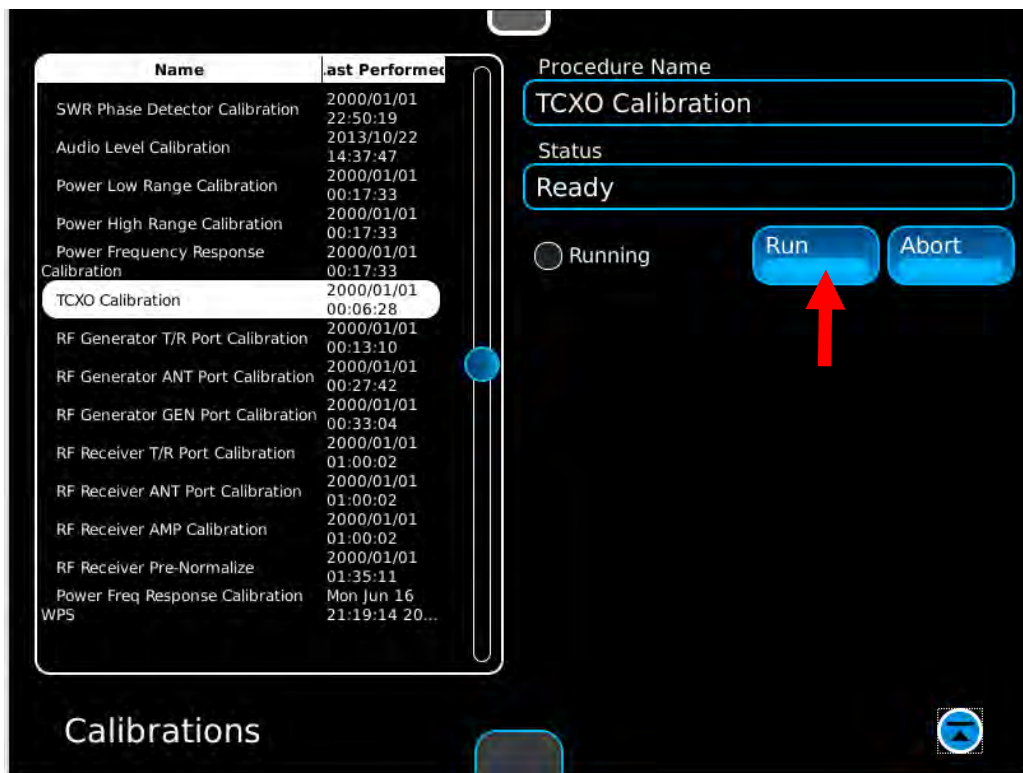 Name
Last Performed
SWR Phase Detector Calibration
2000/01/01
22:50:19
Audio Level Calibration
2013/10/22
14:37:47
Power Low Range Calibration
2000/01/01
00:17:33
Power High Range Calibration
2000/01/01
00:17:33
Power Frequency Response
Calibration
2000/01/01
00:17:33
TCXO Calibration
2000/01/01
00:06:28
RF Generator T/R Port Calibration
2000/01/01
00:13:10
RF Generator ANT Port Calibration
2000/01/01
00:27:42
RF Generator GEN Port Calibration
2000/01/01
00:33:04
RF Receiver T/R Port Calibration
2000/01/01
01:00:02
RF Receiver ANT Port Calibration
2000/01/01
01:00:02
RF Receiver AMP Calibration
2000/01/01
01:00:02
RF Receiver Pre-Normalize
2000/01/01
01:35:11
Power Freq Response Calibration
WPS
Mon Jun 16
21:19:14 20...
Procedure Name
TCXO Calibration
Status
Ready
Running
Run
Abort
Calibrations